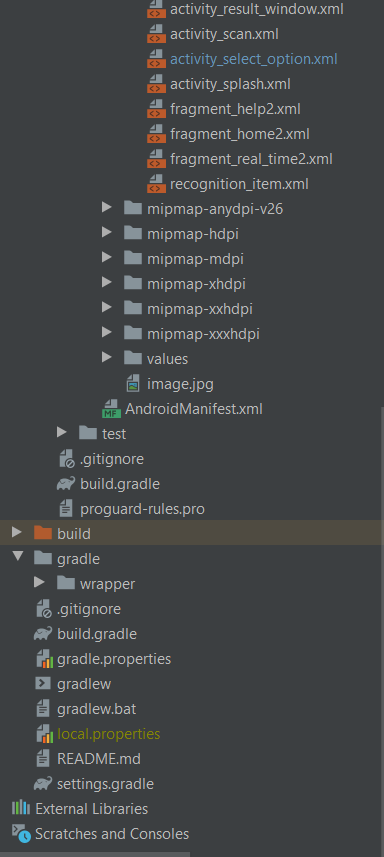 activity_result_window.xml
activity_scan.xml
activity_select_option.xml
activity_splash.xml
fragment_help2.xml
fragment_home2.xml
fragment_real_time2.xml
recognition_item.xml
mipmap-anydpi-v26
mipmap-hdpi
mipmap-mdpi
mipmap-xhdpi
mipmap-xxhdpi
mipmap-xxxhdpi
values
image.jpg
MF AndroidManifest.xml
test
.gitignore
build.gradle
proguard-rules.pro
build
gradle
wrapper
.gitignore
build.gradle
gradle.properties
gradlew
gradlew.bat
local.properties
README.md
settings.gradle
External Libraries
Scratches and Consoles